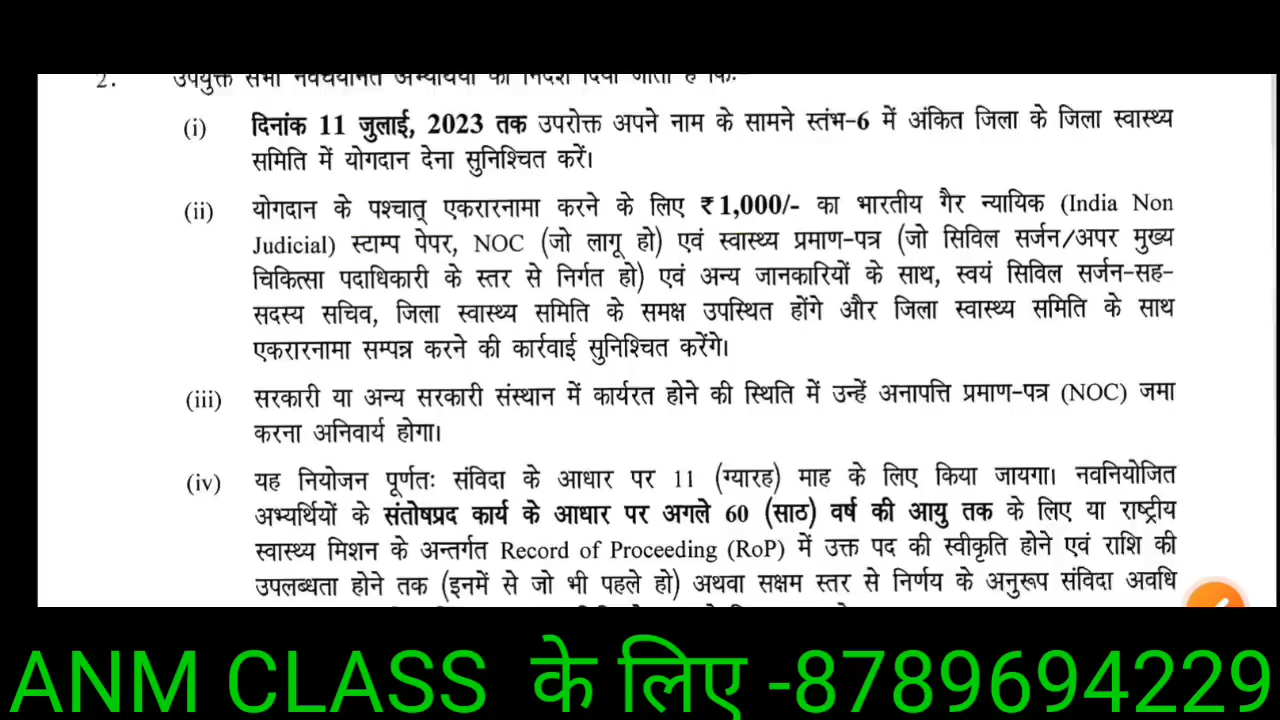 2. उपर्युक्त सभी नवचयनित अभ्यर्थियों को निदेश दिया जाता है कि:
(i) दिनांक 11 जुलाई, 2023 तक उपरोक्त अपने नाम के सामने स्तंभ-6 में अंकित जिला के जिला स्वास्थ्य
समिति में योगदान देना सुनिश्चित करें।
(ii) योगदान के पश्चात् एकरारनामा करने के लिए ₹ 1,000/- का भारतीय गैर न्यायिक (India Non
Judicial) स्टाम्प पेपर, NOC (जो लागू हो) एवं स्वास्थ्य प्रमाण-पत्र (जो सिविल सर्जन/अपर मुख्य
चिकित्सा पदाधिकारी के स्तर से निर्गत हो) एवं अन्य जानकारियों के साथ, स्वयं सिविल सर्जन-सह-
सदस्य सचिव, जिला स्वास्थ्य समिति के समक्ष उपस्थित होंगे और जिला स्वास्थ्य समिति के साथ
एकरारनामा सम्पन्न करने की कार्रवाई सुनिश्चित करेंगे।
(iii) सरकारी या अन्य सरकारी संस्थान में कार्यरत होने की स्थिति में उन्हें अनापत्ति प्रमाण-पत्र (NOC) जमा
करना अनिवार्य होगा।
(iv) यह नियोजन पूर्णतः संविदा के आधार पर 11 (ग्यारह) माह के लिए किया जायगा। नवनियोजित
अभ्यर्थियों के संतोषप्रद कार्य के आधार पर अगले 60 (साठ) वर्ष की आयु तक के लिए या राष्ट्रीय
स्वास्थ्य मिशन के अन्तर्गत Record of Proceeding (RoP) में उक्त पद की स्वीकृति होने एवं राशि की
उपलब्धता होने तक (इनमें से जो भी पहले हो) अथवा सक्षम स्तर से निर्णय के अनुरूप संविदा अवधि
ANM CLASS के लिए -8789694229